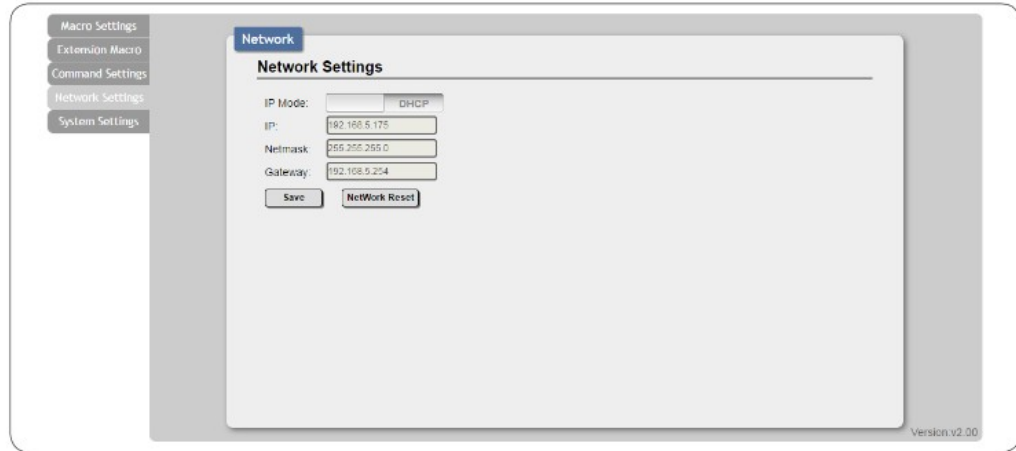 Macro Settings
Extension Macro
Command Settings
Network Settings
System Settings
Network
Network Settings
IP Mode: DHCP
IP: 192.168.5.175
Netmask: 255.255.255.0
Gateway: 192.168.5.254
Save NetWork Reset
Version:v2.00